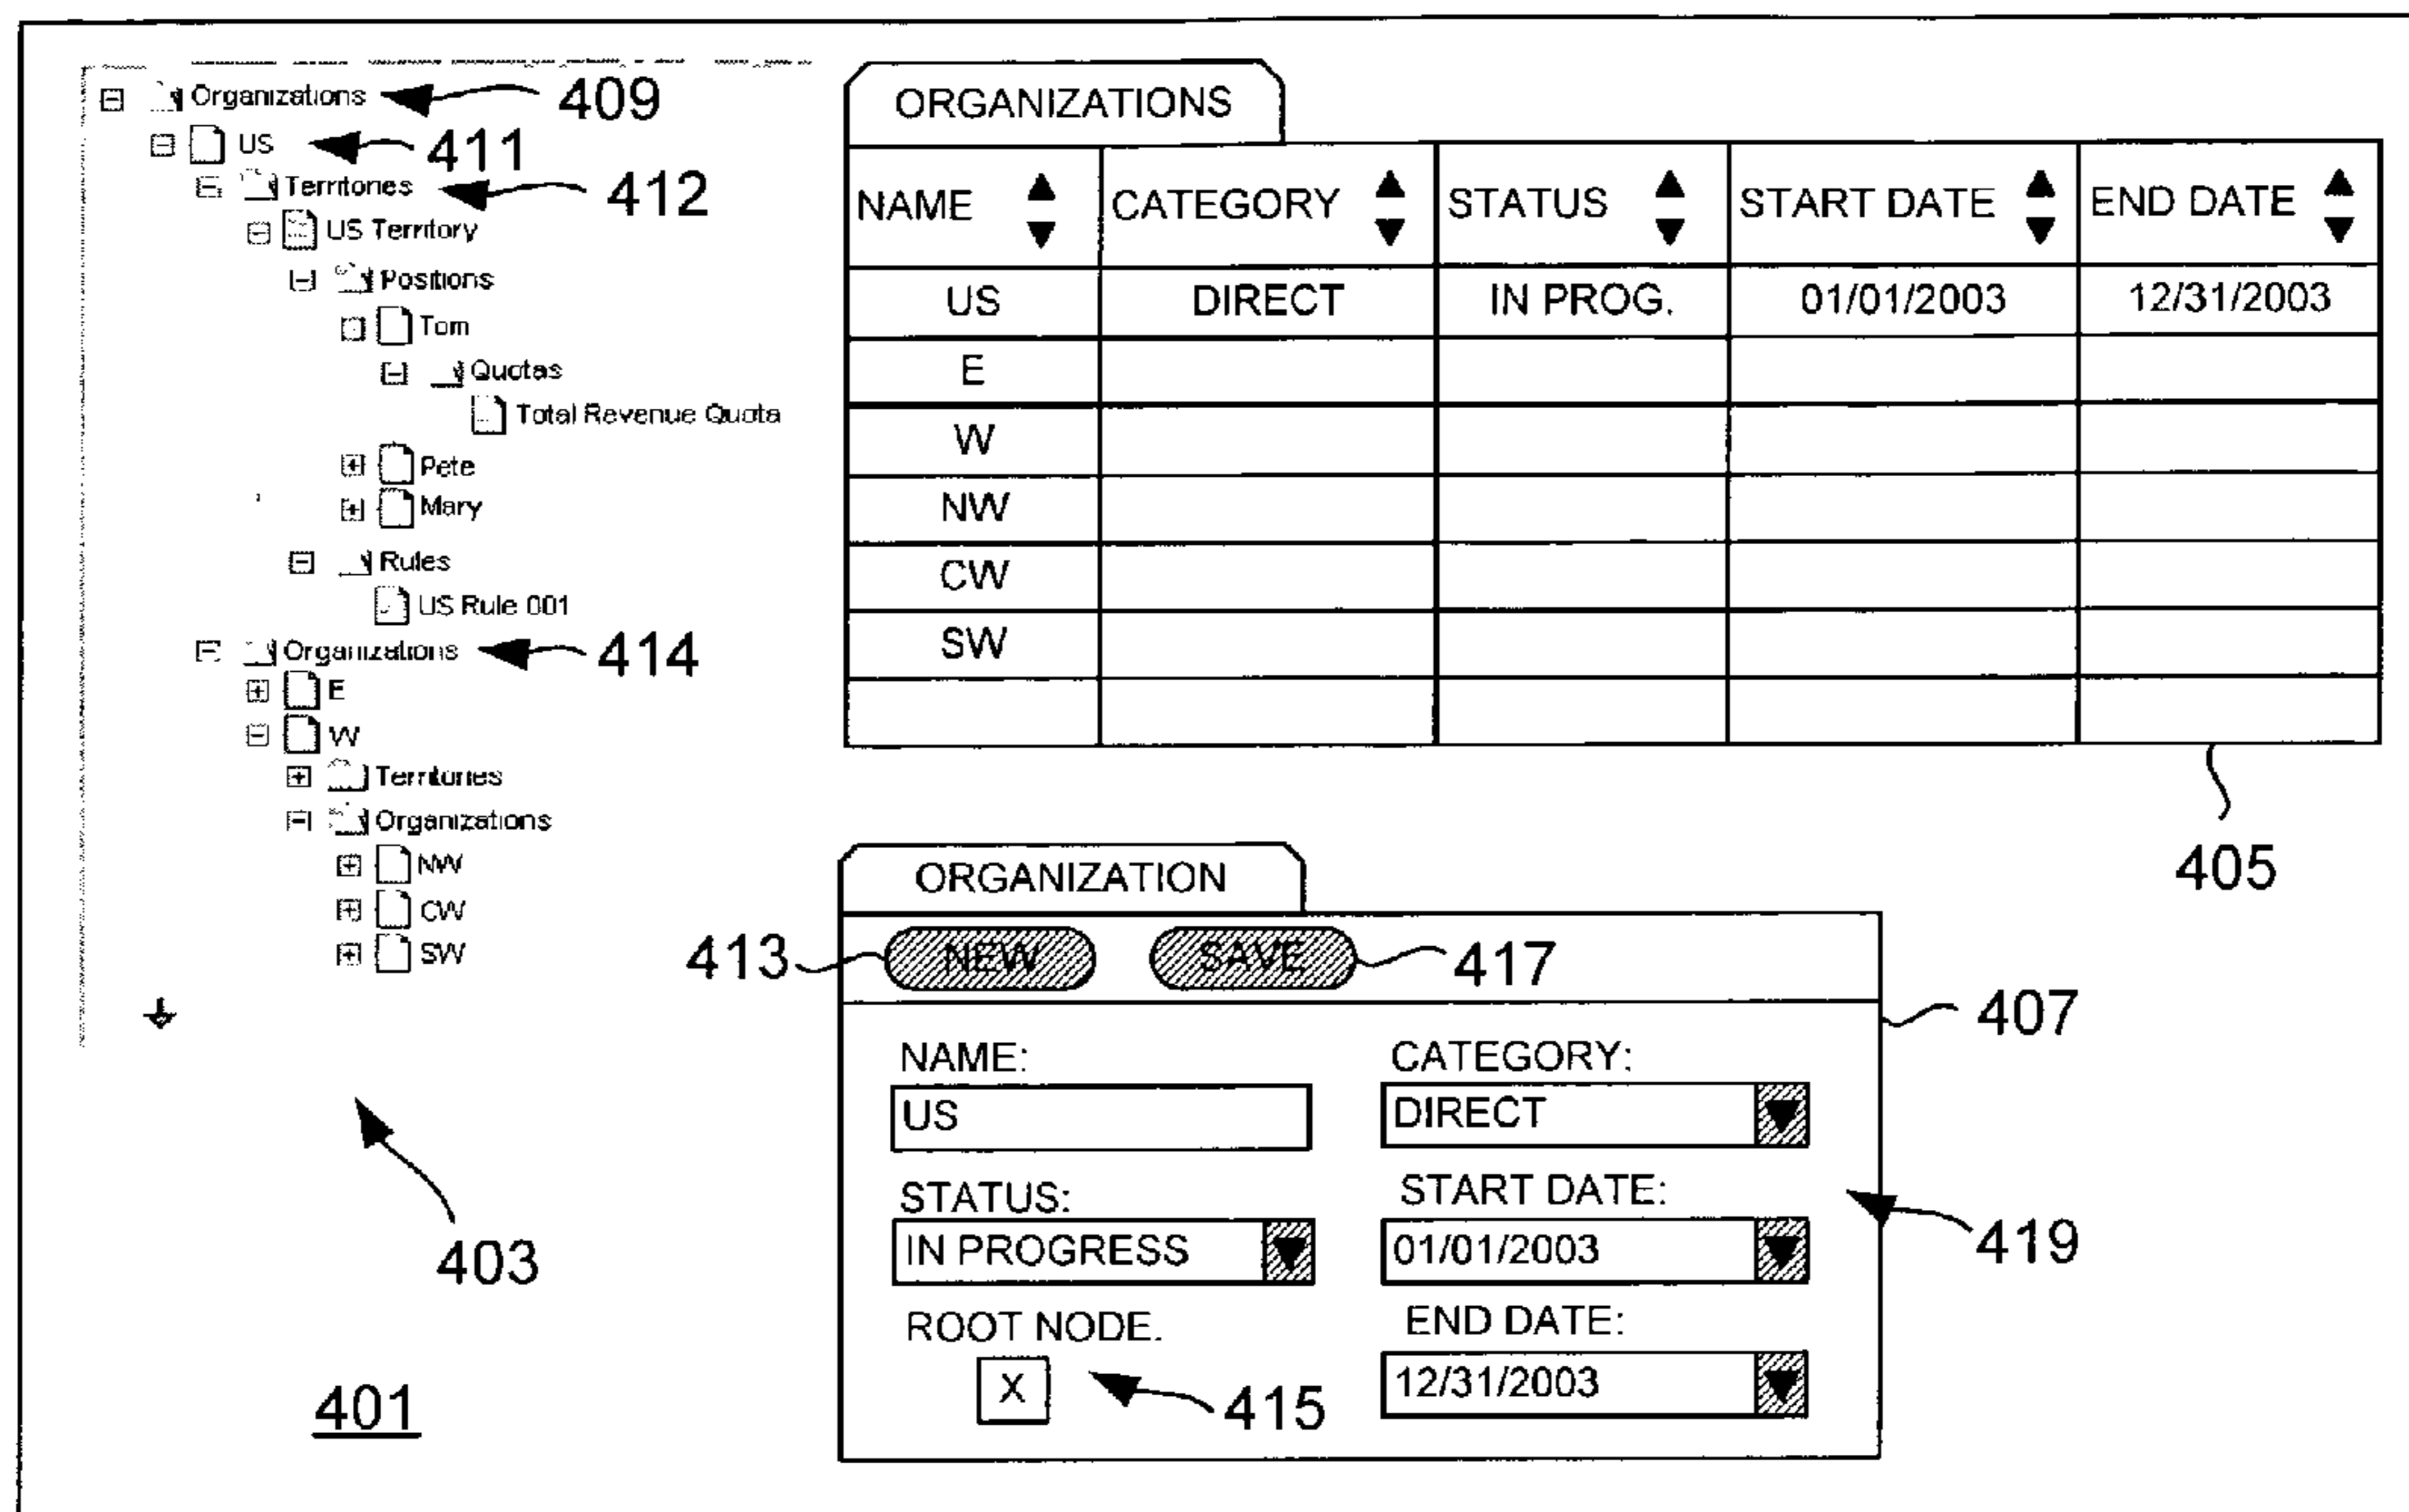 Organizations 409
US 411
Territories 412
US Territory
Positions
Tom
Quotas
Total Revenue Quota
Pete
Mary
Rules
US Rule 001
Organizations 414
E
W
Territories
Organizations
NW
CW
SW
403
401
ORGANIZATIONS
NAME CATEGORY STATUS START DATE END DATE
US DIRECT IN PROG. 01/01/2003 12/31/2003
E
W
NW
CW
SW
405
ORGANIZATION
413 NEW SAVE 417
407
NAME: CATEGORY:
US DIRECT
STATUS: START DATE:
IN PROGRESS 01/01/2003
419
ROOT NODE. END DATE:
X 12/31/2003
415